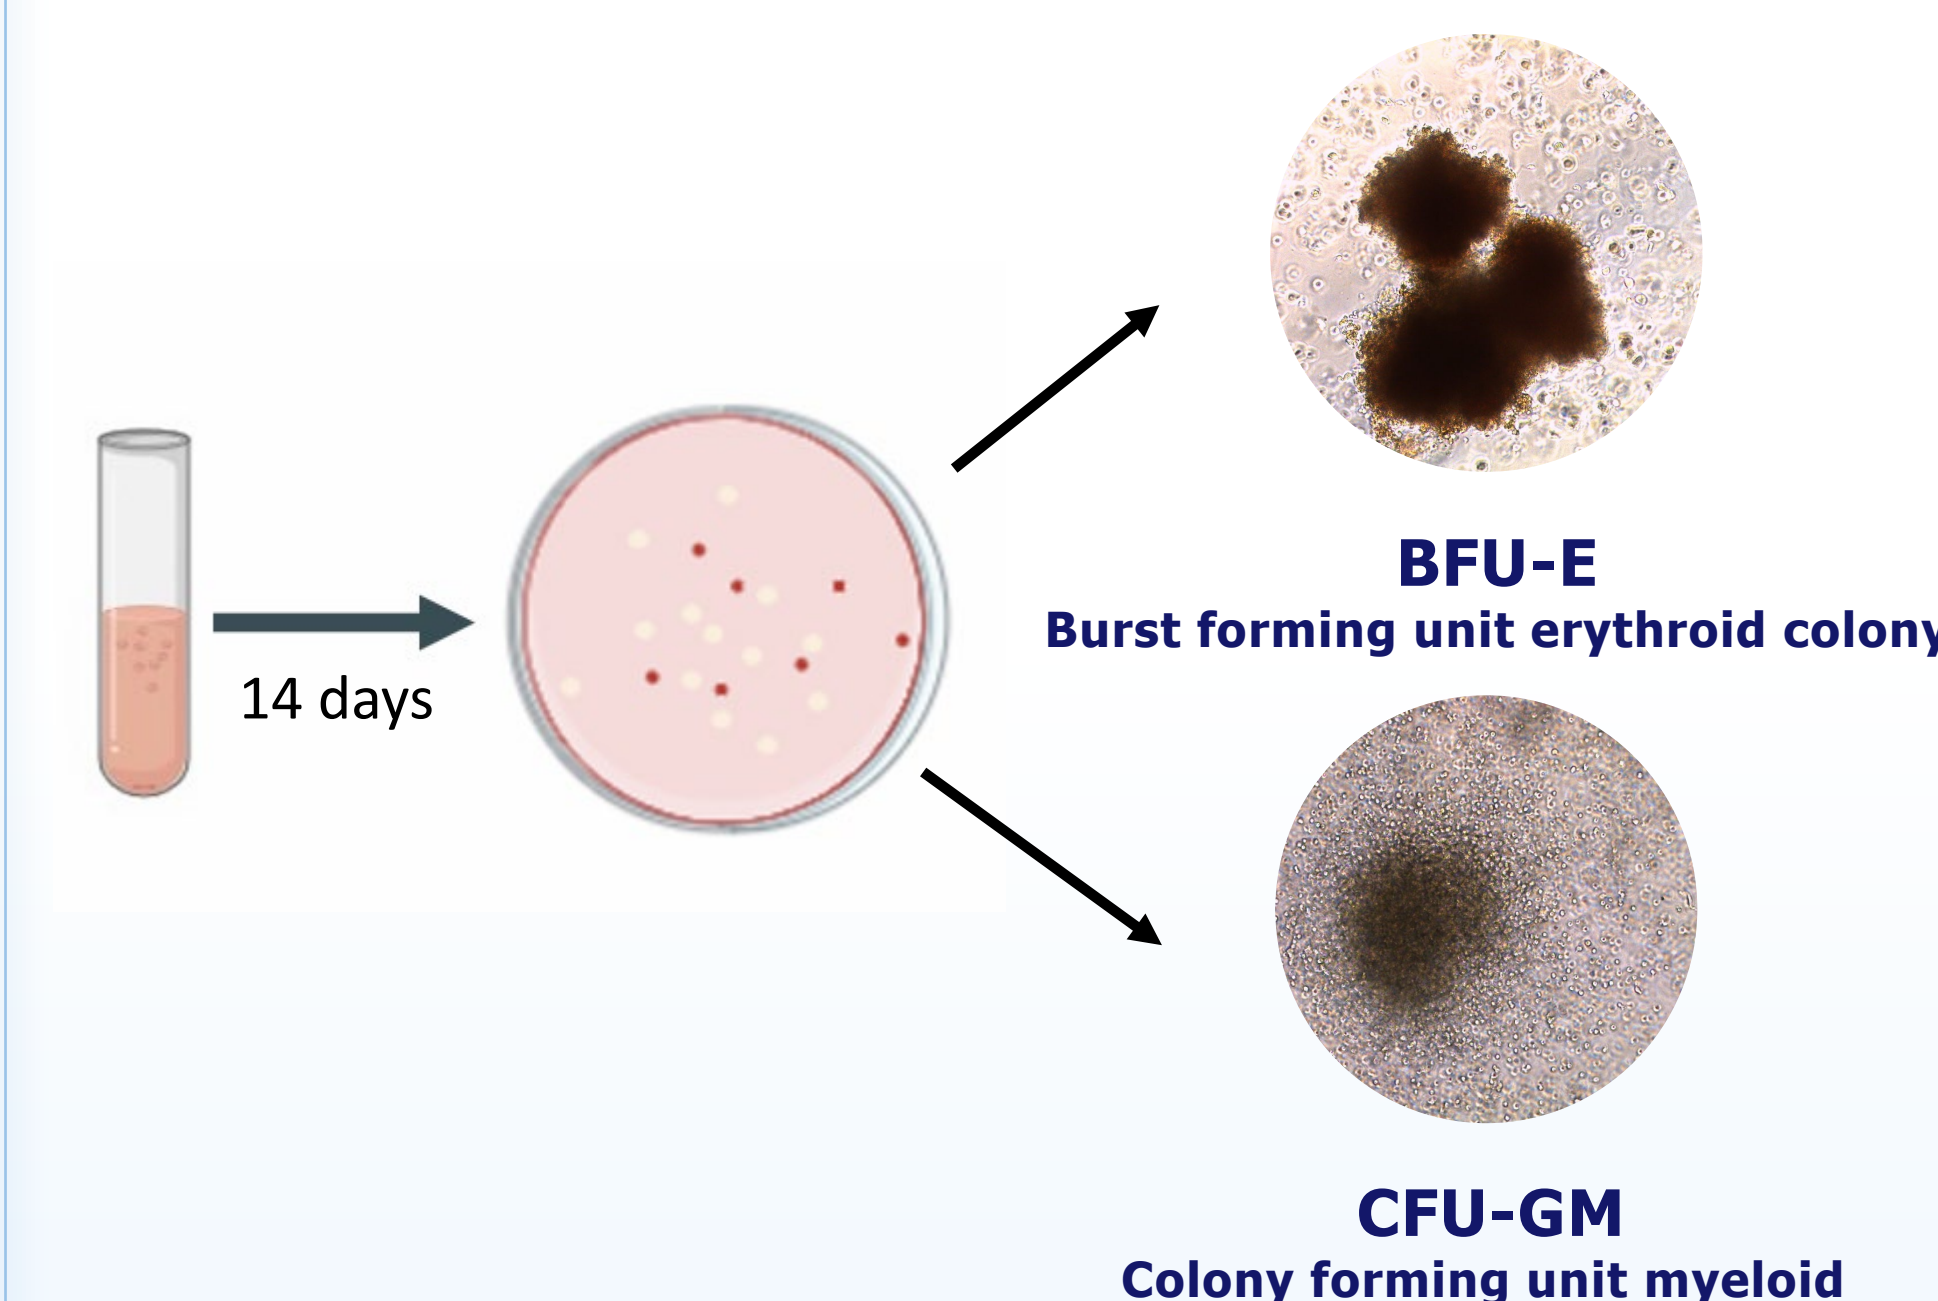 14 days
BFU-E
Burst forming unit erythroid colony
CFU-GM
Colony forming unit myeloid